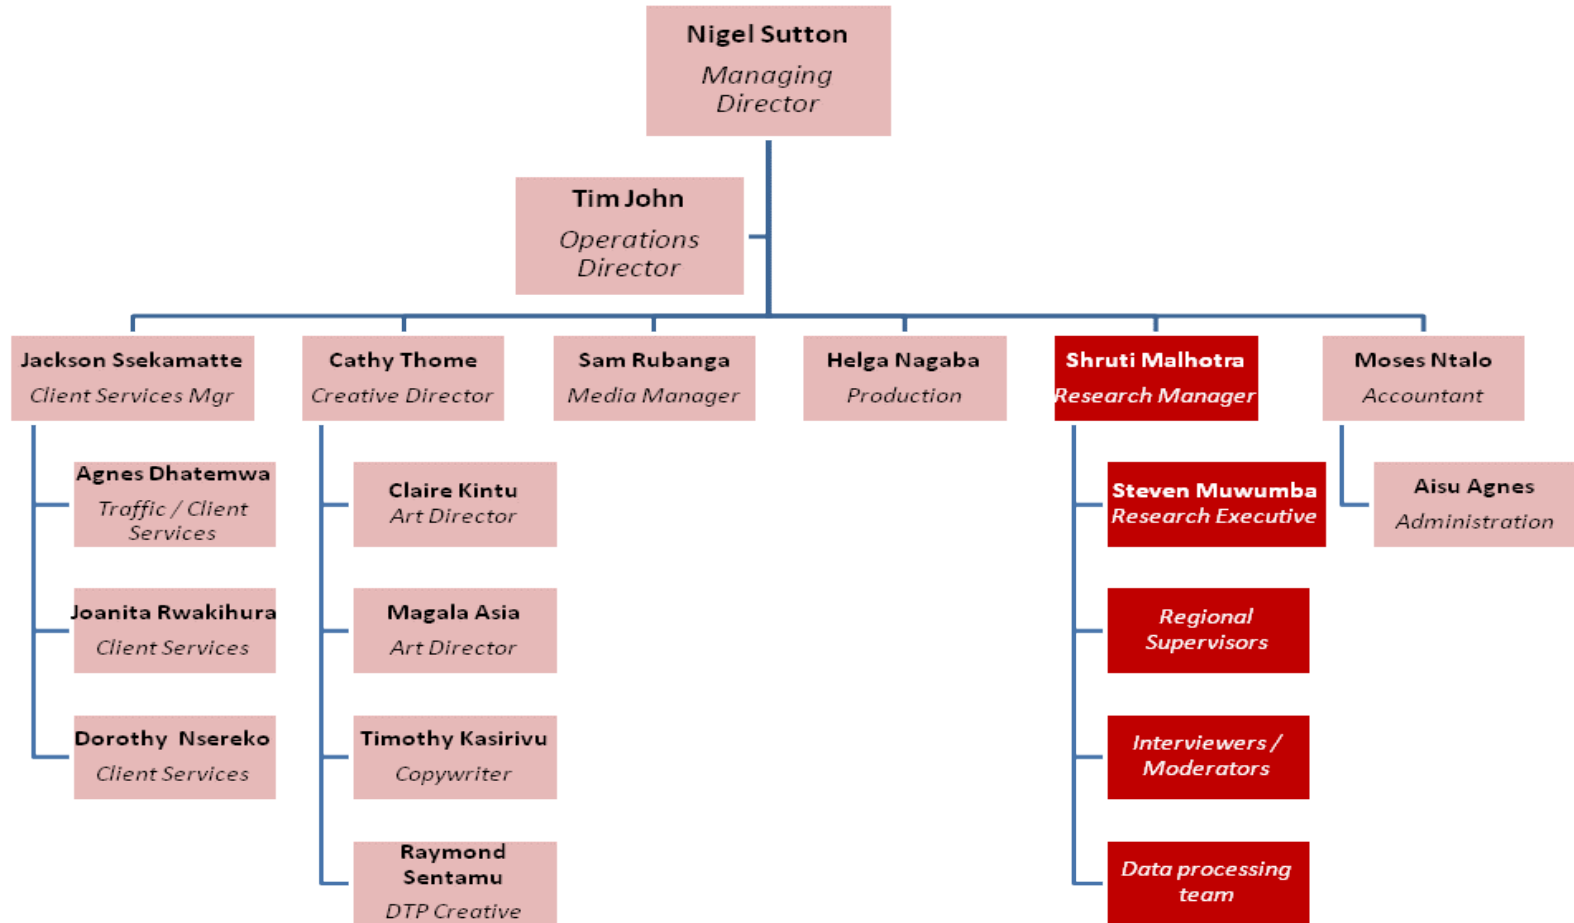 Nigel Sutton
Managing
Director
Tim John
Operations
Director
Jackson Ssekamatte
Client Services Mgr
Cathy Thome
Creative Director
Sam Rubanga
Media Manager
Helga Nagaba
Production
Shruti Malhotra
Research Manager
Moses Ntalo
Accountant
Agnes Dhatemwa
Traffic / Client
Services
Joanita Rwakihura
Client Services
Dorothy Nsereko
Client Services
Claire Kintu
Art Director
Magala Asia
Art Director
Timothy Kasirivu
Copywriter
Raymond
Sentamu
DTP Creative
Steven Muwumba
Research Executive
Regional
Supervisors
Interviewers /
Moderators
Data processing
team
Aisu Agnes
Administration